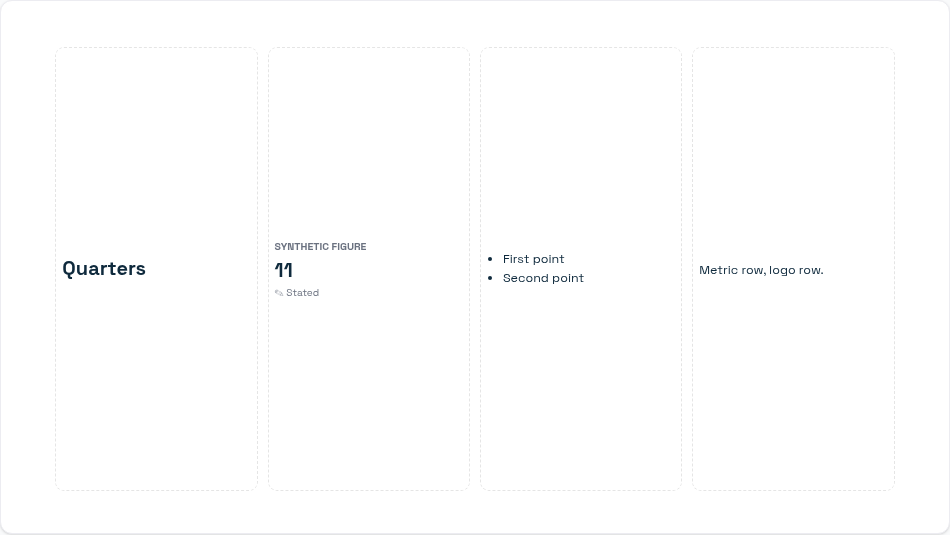 Quarters
SYNTHETIC FIGURE
11
✎ Stated
First point
Second point
Metric row, logo row.